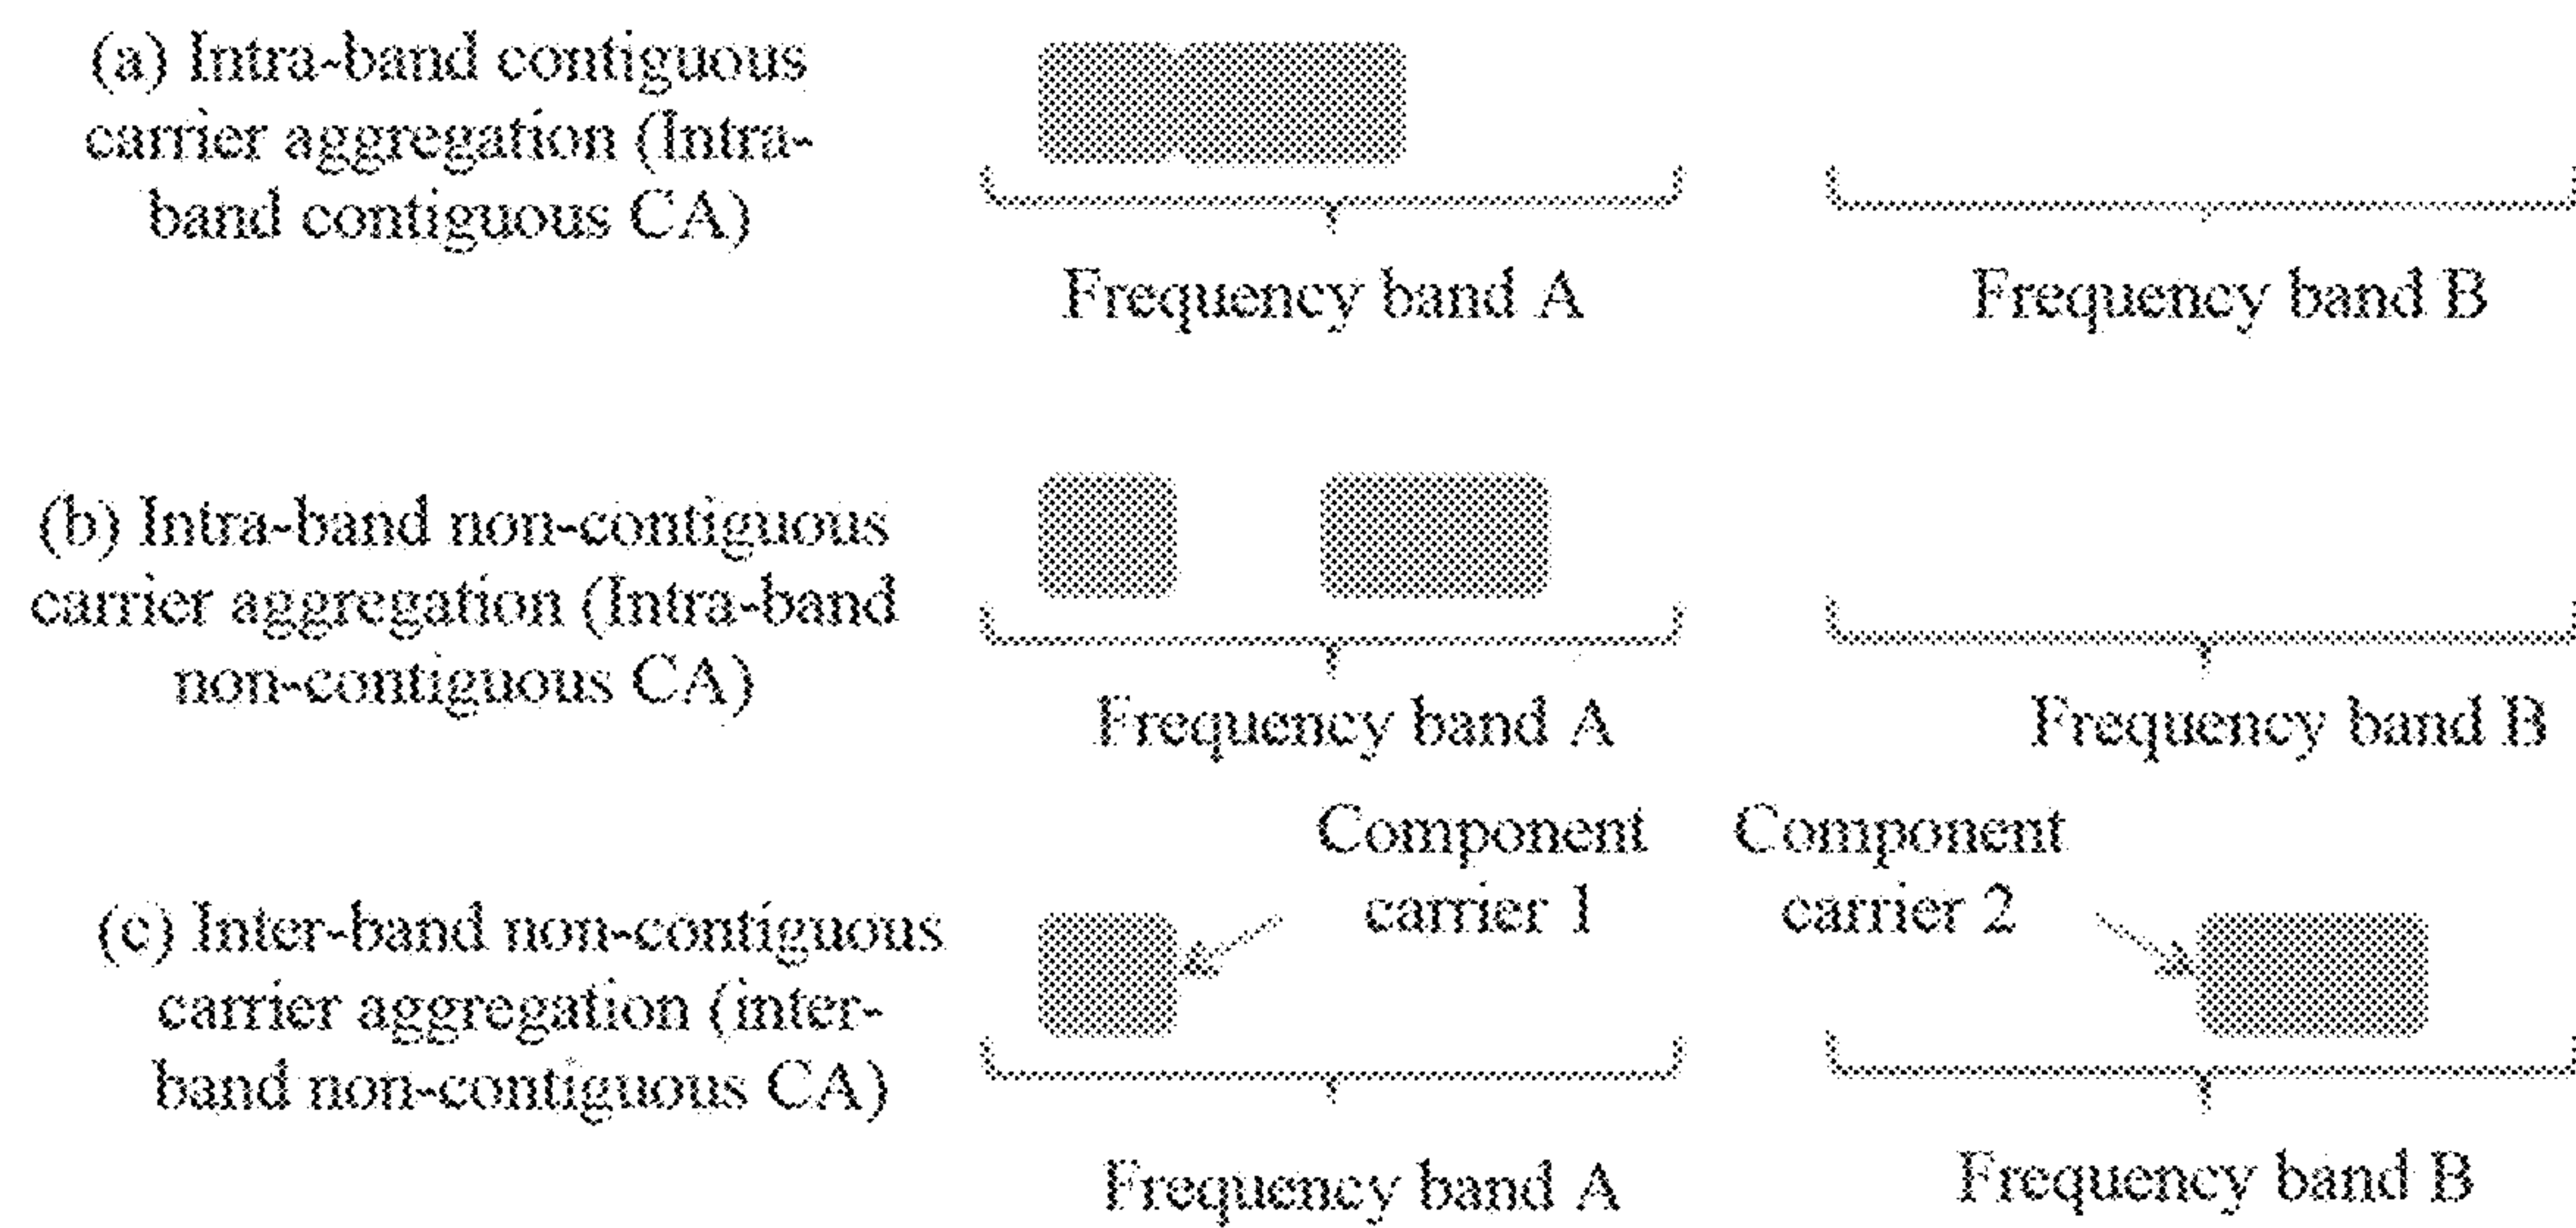 (a) Intra-band contiguous
carrier aggregation (Intra-
band contiguous CA)
Frequency band A
Frequency band B
(b) Intra-band non-contiguous
carrier aggregation (Intra-band
non-contiguous CA)
Frequency band A
Frequency band B
Component
carrier 1
Component
carrier 2
(c) Inter-band non-contiguous
carrier aggregation (inter-
band non-contiguous CA)
Frequency band A
Frequency band B